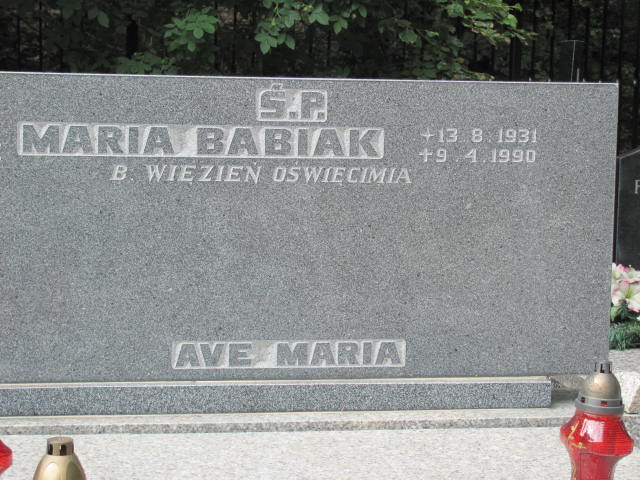 Ś.P.
MARIA BABIAK +13.8.1931
+9.4.1990
B. WIĘZIEŃ OŚWIĘCIMIA
AVE MARIA